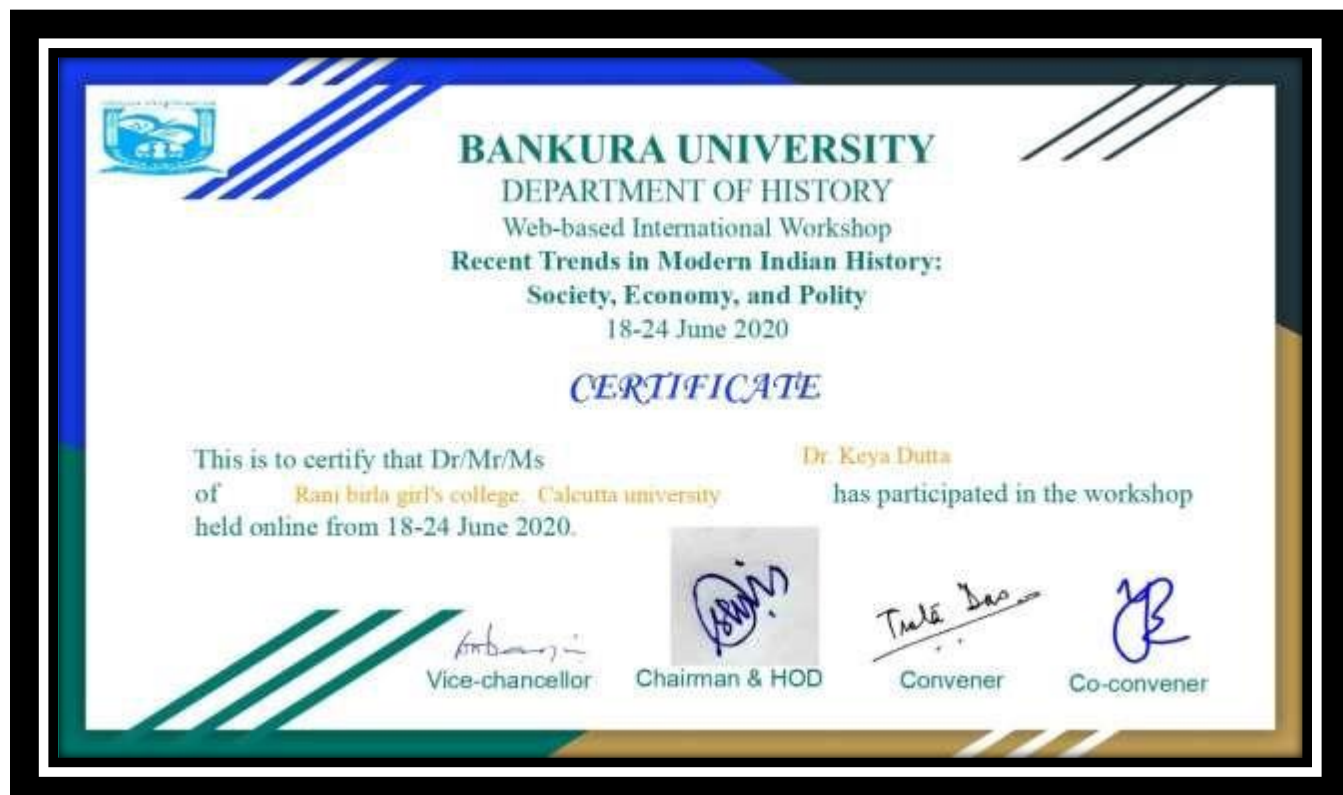 BANKURA UNIVERSITY
DEPARTMENT OF HISTORY
Web-based International Workshop
Recent Trends in Modern Indian History:
Society, Economy, and Polity
18-24 June 2020
CERTIFICATE
This is to certify that Dr/Mr/Ms Dr. Keya Dutta
of Rani birla girl's college. Calcutta university has participated in the workshop
held online from 18-24 June 2020.
Das
Vice-chancellor Chairman & HOD Convener Co-convener